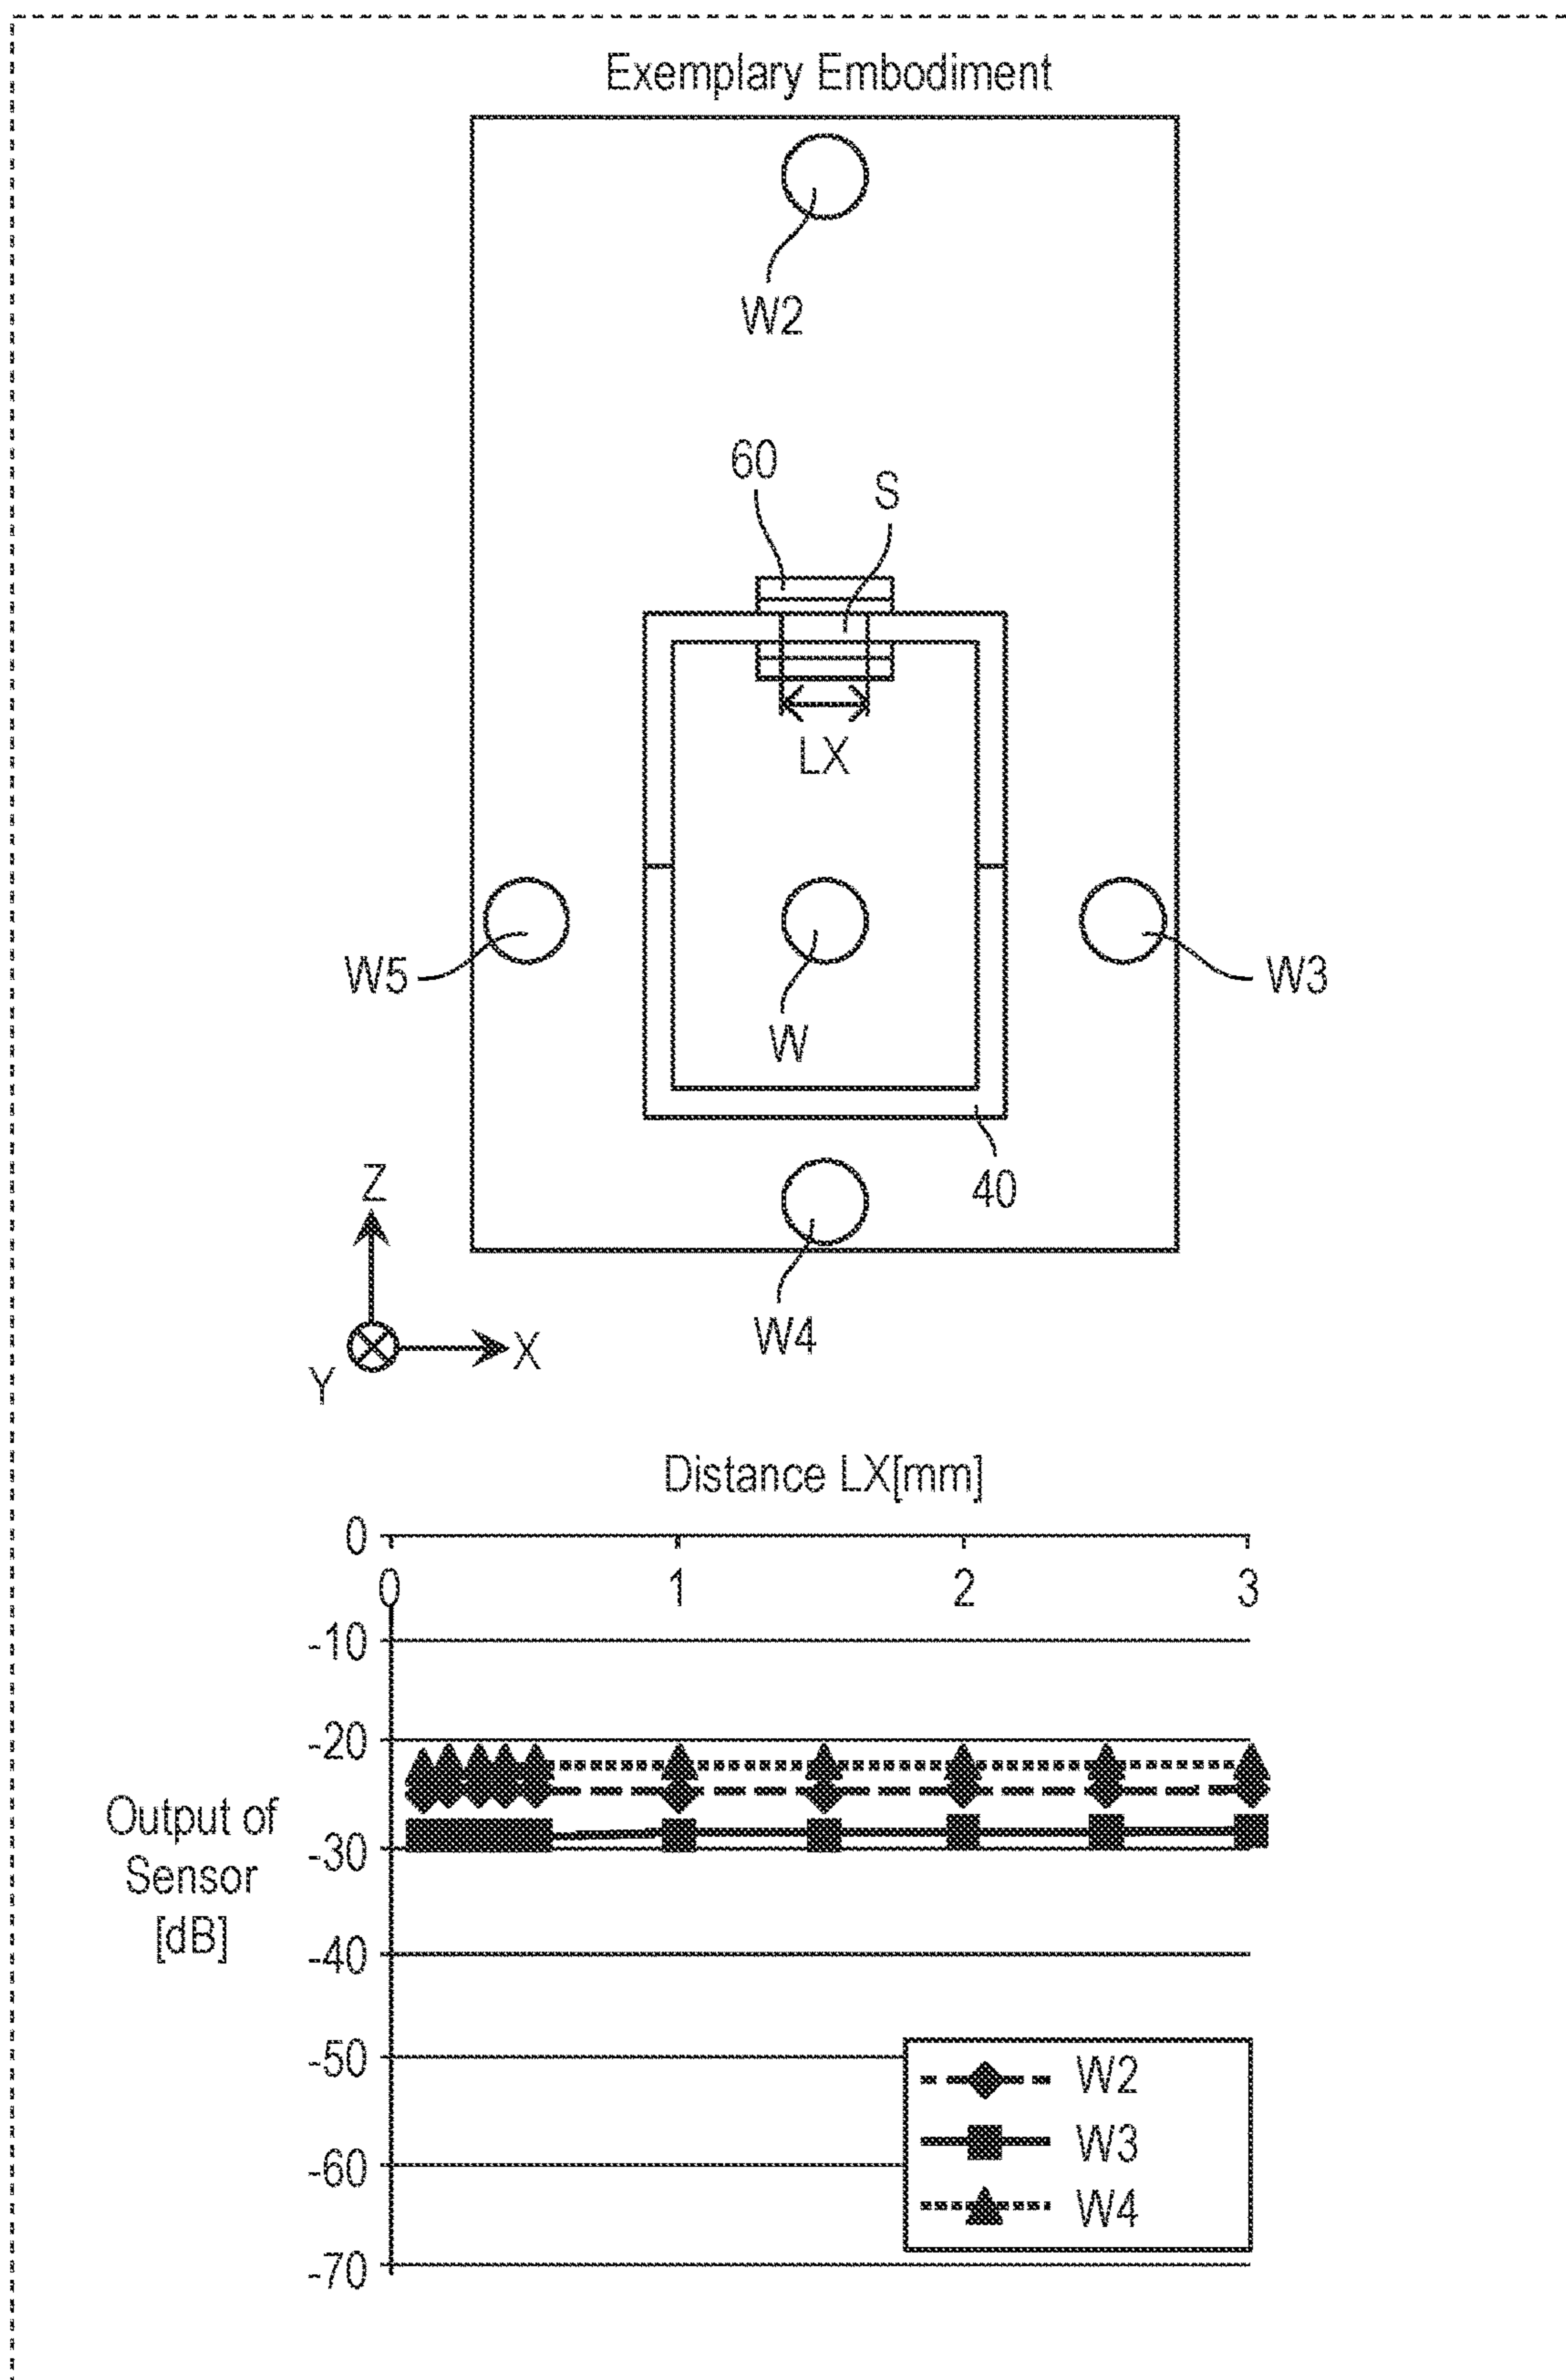 Exemplary Embodiment
W2
60
S
LX
W5
W3
W
40
Z
W4
X
Y
Distance LX[mm]
0
0
1
2
3
-10
-20
-30
-40
-50
-60
-70
Output of
Sensor
[dB]
W2
W3
W4